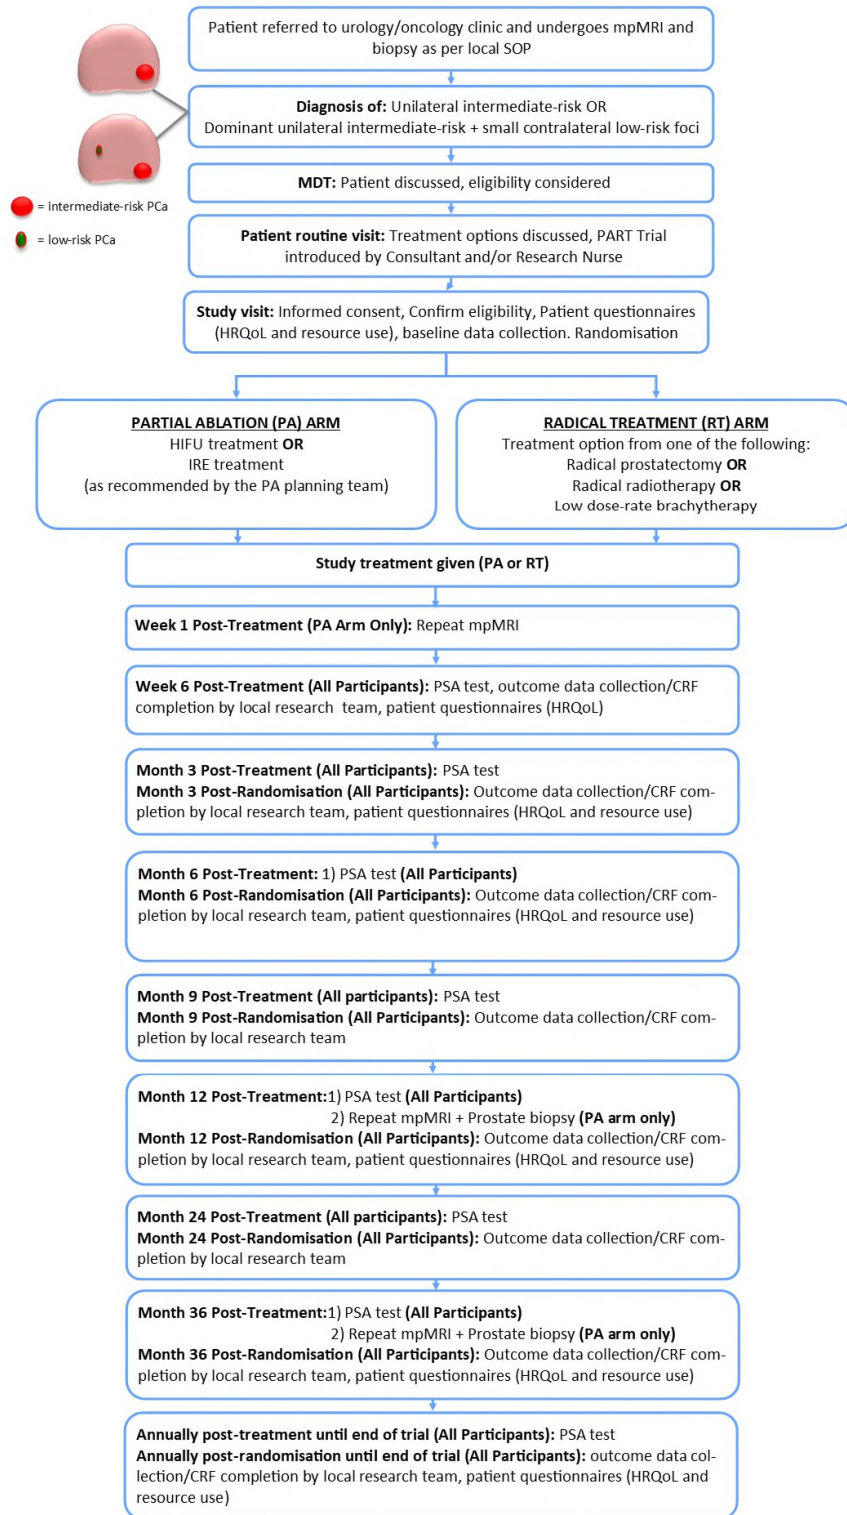 Patient referred to urology/oncology clinic and undergoes mpMRI and
biopsy as per local SOP
Diagnosis of: Unilateral intermediate-risk OR
Dominant unilateral intermediate-risk + small contralateral low-risk foci
= intermediate-risk PCa
= low-risk PCa
MDT: Patient discussed, eligibility considered
Patient routine visit: Treatment options discussed, PART Trial
introduced by Consultant and/or Research Nurse
Study visit: Informed consent, Confirm eligibility, Patient questionnaires
(HRQoL and resource use), baseline data collection. Randomisation
PARTIAL ABLATION (PA) ARM
HIFU treatment OR
IRE treatment
(as recommended by the PA planning team)
RADICAL TREATMENT (RT) ARM
Treatment option from one of the following:
Radical prostatectomy OR
Radical radiotherapy OR
Low dose-rate brachytherapy
Study treatment given (PA or RT)
Week 1 Post-Treatment (PA Arm Only): Repeat mpMRI
Week 6 Post-Treatment (All Participants): PSA test, outcome data collection/CRF
completion by local research team, patient questionnaires (HRQoL)
Month 3 Post-Treatment (All Participants): PSA test
Month 3 Post-Randomisation (All Participants): Outcome data collection/CRF com-
pletion by local research team, patient questionnaires (HRQoL and resource use)
Month 6 Post-Treatment: 1) PSA test (All Participants)
Month 6 Post-Randomisation (All Participants): Outcome data collection/CRF com-
pletion by local research team, patient questionnaires (HRQoL and resource use)
Month 9 Post-Treatment (All participants): PSA test
Month 9 Post-Randomisation (All Participants): Outcome data collection/CRF com-
pletion by local research team
Month 12 Post-Treatment:1) PSA test (All Participants)
2) Repeat mpMRI + Prostate biopsy (PA arm only)
Month 12 Post-Randomisation (All Participants): Outcome data collection/CRF com-
pletion by local research team, patient questionnaires (HRQoL and resource use)
Month 24 Post-Treatment (All participants): PSA test
Month 24 Post-Randomisation (All Participants): Outcome data collection/CRF com-
pletion by local research team
Month 36 Post-Treatment:1) PSA test (All Participants)
2) Repeat mpMRI + Prostate biopsy (PA arm only)
Month 36 Post-Randomisation (All Participants): Outcome data collection/CRF com-
pletion by local research team, patient questionnaires (HRQoL and resource use)
Annually post-treatment until end of trial (All Participants): PSA test
Annually post-randomisation until end of trial (All Participants): outcome data col-
lection/CRF completion by local research team, patient questionnaires (HRQoL and
resource use)